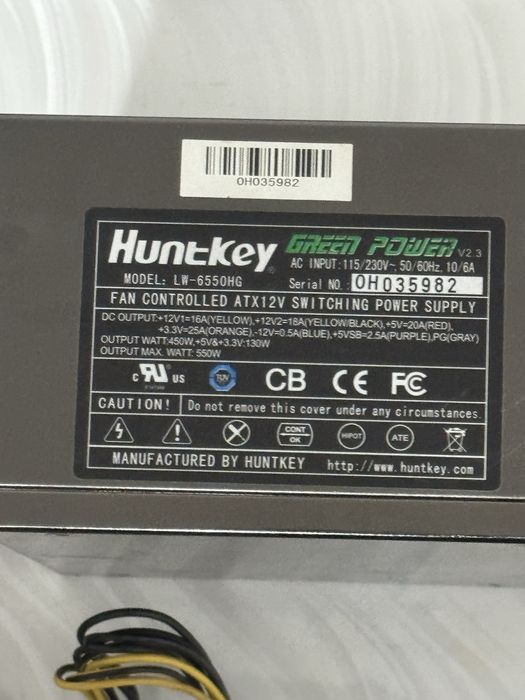 OH035982
Huntkey GREEN POWER V2.3
AC INPUT: 115/230V~, 50/60Hz, 10/6A
MODEL: LW-6550HG Serial NO.: OH035982
FAN CONTROLLED ATX12V SWITCHING POWER SUPPLY
DC OUTPUT:+12V1=16A(YELLOW),+12V2=18A(YELLOW/BLACK),+5V=20A(RED),
+3.3V=25A(ORANGE),-12V=0.5A(BLUE),+5VSB=2.5A(PURPLE),PG(GRAY)
OUTPUT WATT:450W,+5V&+3.3V:130W
OUTPUT MAX. WATT: 550W
c RU US TUV CB CE FC
CAUTION! Do not remove this cover under any circumstances.
CONT OK HIPOT ATE
MANUFACTURED BY HUNTKEY http://www.huntkey.com